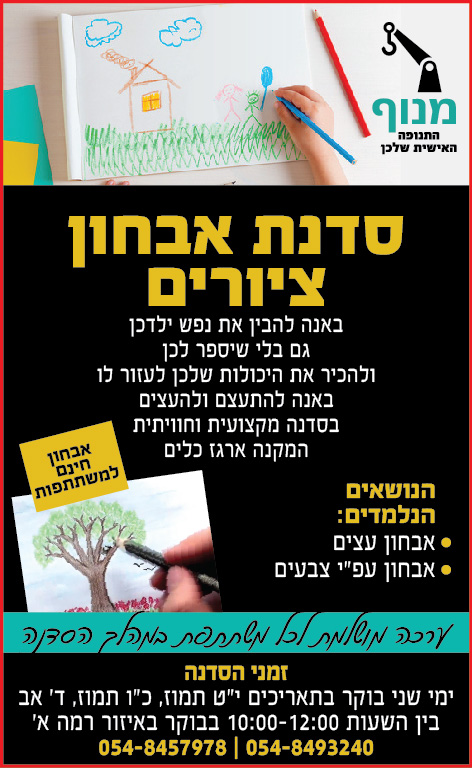 מנוף
התנופה
האישית שלכן
סדנת אבחון
ציורים
באנה להבין את נפש ילדכן
גם בלי שיספר לכן
ולהכיר את היכולות שלכן לעזור לו
באנה להתעצם ולהעצים
בסדנה מקצועית וחוויתית
המקנה ארגז כלים
אבחון
חינם
למשתתפות
הנושאים
הנלמדים:
• אבחון עצים
• אבחון עפ"י צבעים
ערכה מושלמת לכל משתתפת במהלך הסדנה
זמני הסדנה
ימי שני בוקר בתאריכים י"ט תמוז, כ"ו תמוז, ד' אב
בין השעות 10:00-12:00 בבוקר באיזור רמה א'
054-8457978 | 054-8493240